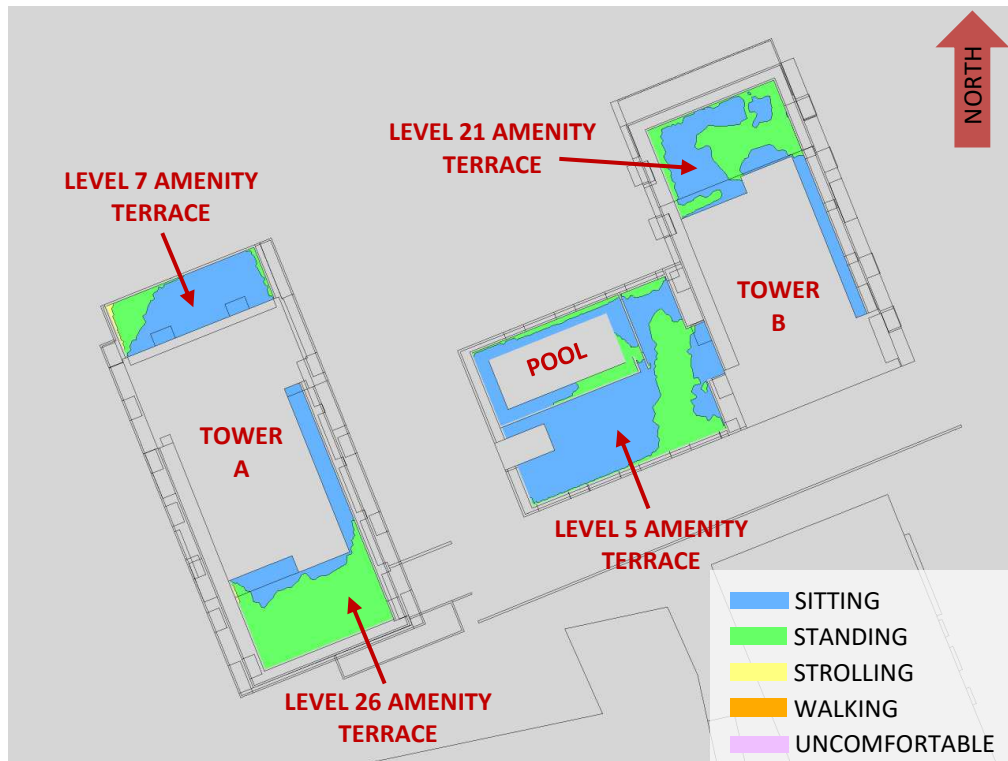 NORTH
LEVEL 21 AMENITY
TERRACE
LEVEL 7 AMENITY
TERRACE
TOWER
B
POOL
TOWER
A
LEVEL 5 AMENITY
TERRACE
LEVEL 26 AMENITY
TERRACE
SITTING
STANDING
STROLLING
WALKING
UNCOMFORTABLE